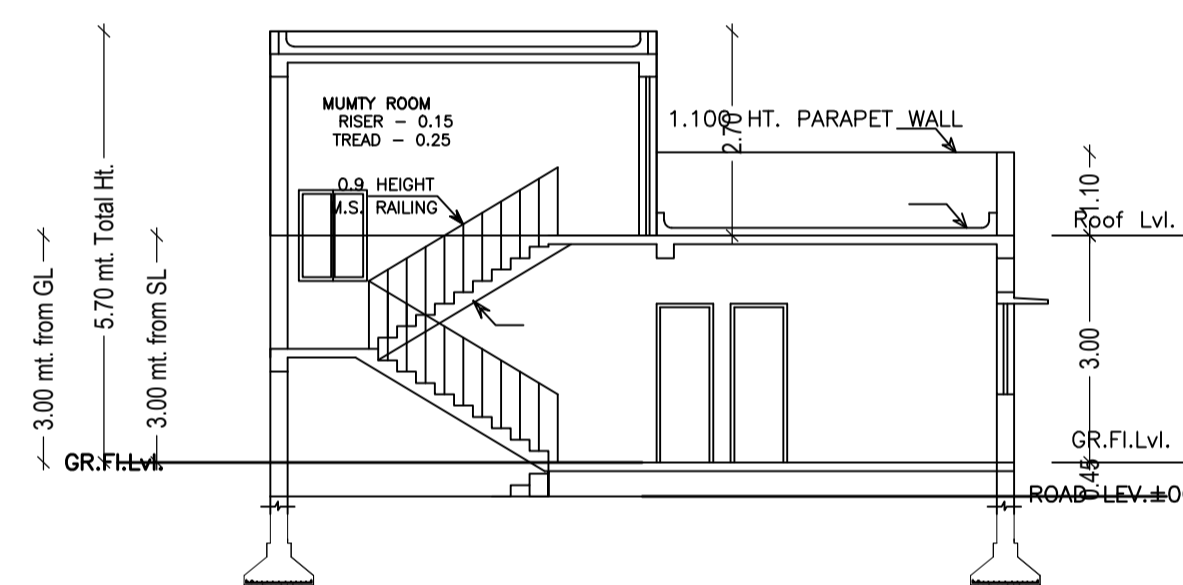 MUMTY ROOM
RISER - 0.15
TREAD - 0.25
0.9 HEIGHT
M.S. RAILING
1.100 HT. PARAPET WALL
2.70
5.70 mt. Total Ht.
3.00 mt. from GL
3.00 mt. from SL
1.10
Roof Lvl.
3.00
GR.Fl.Lvl.
GR.Fl.Lvl.
0.45
ROAD LEV.±0